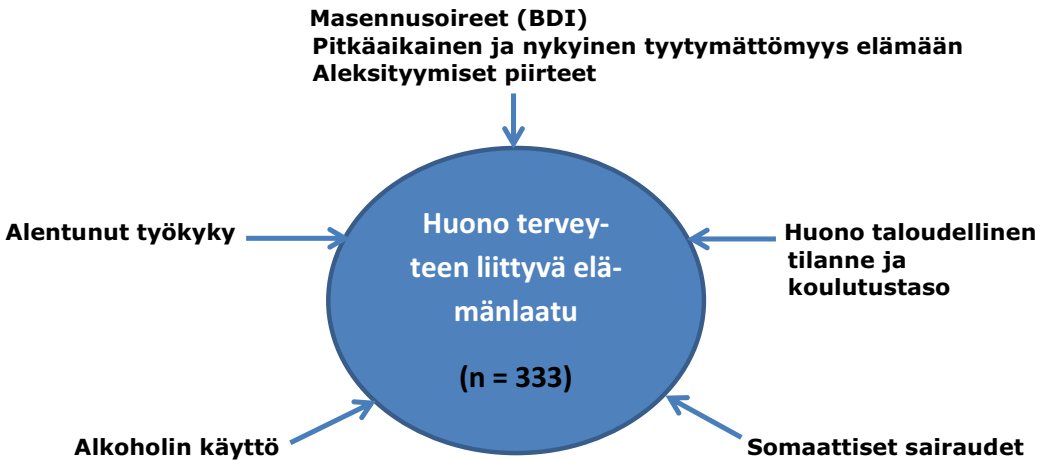 Masennusoireet (BDI)
Pitkäaikainen ja nykyinen tyytymättömyys elämään
Aleksityymiset piirteet
Alentunut työkyky
Huono tervey-
teen liittyvä elä-
mänlaatu
(n = 333)
Huono taloudellinen
tilanne ja
koulutustaso
Alkoholin käyttö
Somaattiset sairaudet